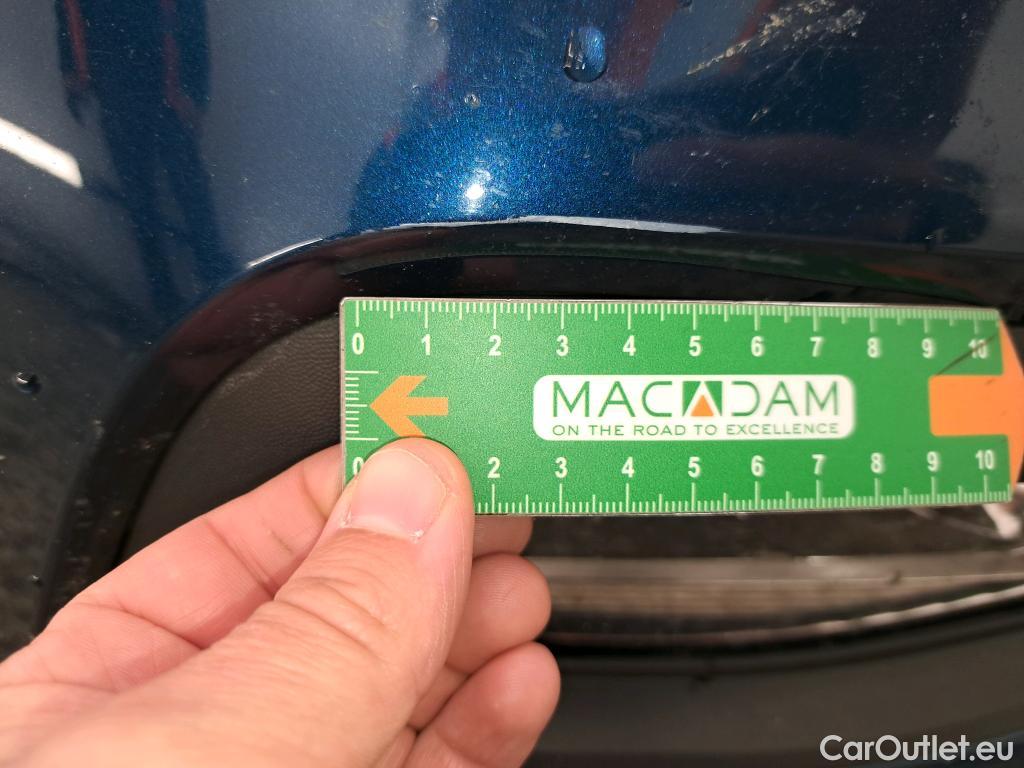 0 1 2 3 4 5 6 7 8 9 10
MACADAM
ON THE ROAD TO EXCELLENCE
0 2 3 4 5 6 7 8 9 10
CarOutlet.eu